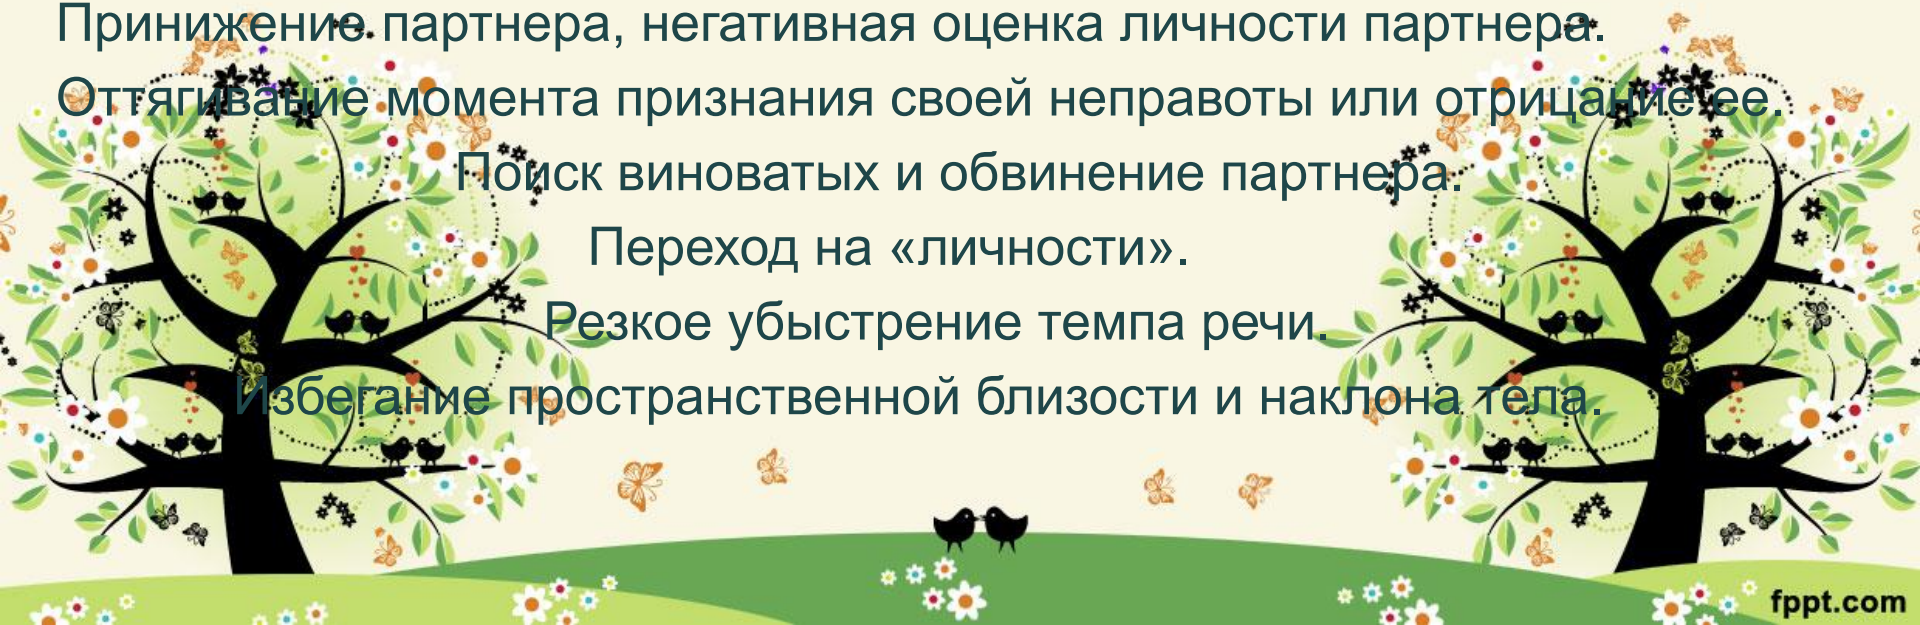 Принижение партнера, негативная оценка личности партнера.
Оттягивание момента признания своей неправоты или отрицание ее.
Поиск виноватых и обвинение партнера.
Переход на «личности».
Резкое убыстрение темпа речи.
Избегание пространственной близости и наклона тела.
fppt.com